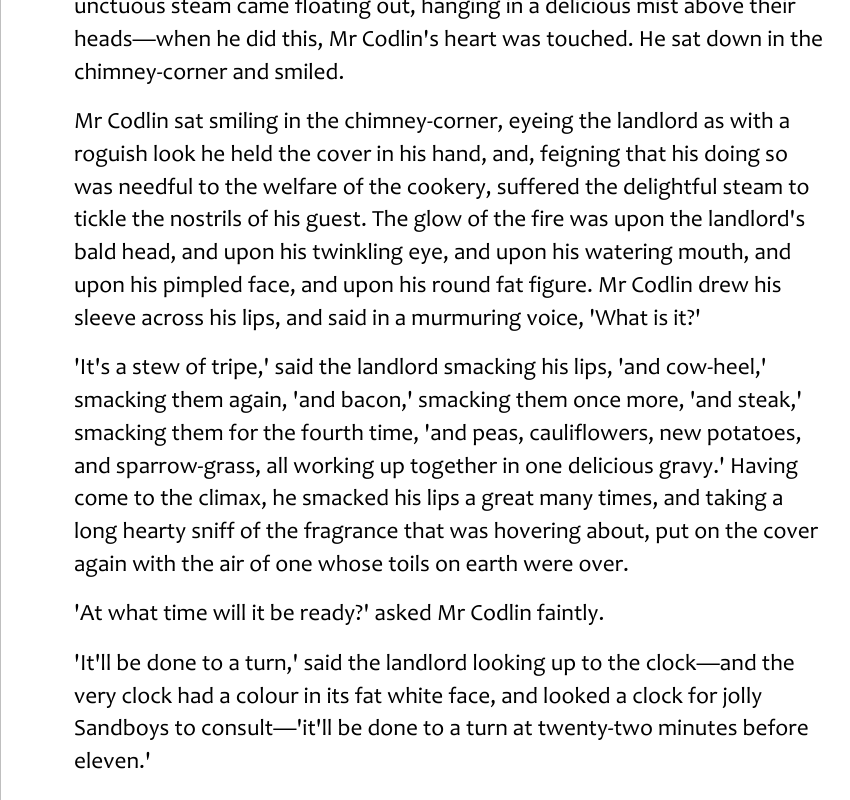 unctuous steam came floating out, hanging in a delicious mist above their
heads—when he did this, Mr Codlin's heart was touched. He sat down in the
chimney-corner and smiled.
Mr Codlin sat smiling in the chimney-corner, eyeing the landlord as with a
roguish look he held the cover in his hand, and, feigning that his doing so
was needful to the welfare of the cookery, suffered the delightful steam to
tickle the nostrils of his guest. The glow of the fire was upon the landlord's
bald head, and upon his twinkling eye, and upon his watering mouth, and
upon his pimpled face, and upon his round fat figure. Mr Codlin drew his
sleeve across his lips, and said in a murmuring voice, 'What is it?'
'It's a stew of tripe,' said the landlord smacking his lips, 'and cow-heel,'
smacking them again, 'and bacon,' smacking them once more, 'and steak,'
smacking them for the fourth time, 'and peas, cauliflowers, new potatoes,
and sparrow-grass, all working up together in one delicious gravy.' Having
come to the climax, he smacked his lips a great many times, and taking a
long hearty sniff of the fragrance that was hovering about, put on the cover
again with the air of one whose toils on earth were over.
'At what time will it be ready?' asked Mr Codlin faintly.
'It'll be done to a turn,' said the landlord looking up to the clock—and the
very clock had a colour in its fat white face, and looked a clock for jolly
Sandboys to consult—'it'll be done to a turn at twenty-two minutes before
eleven.'